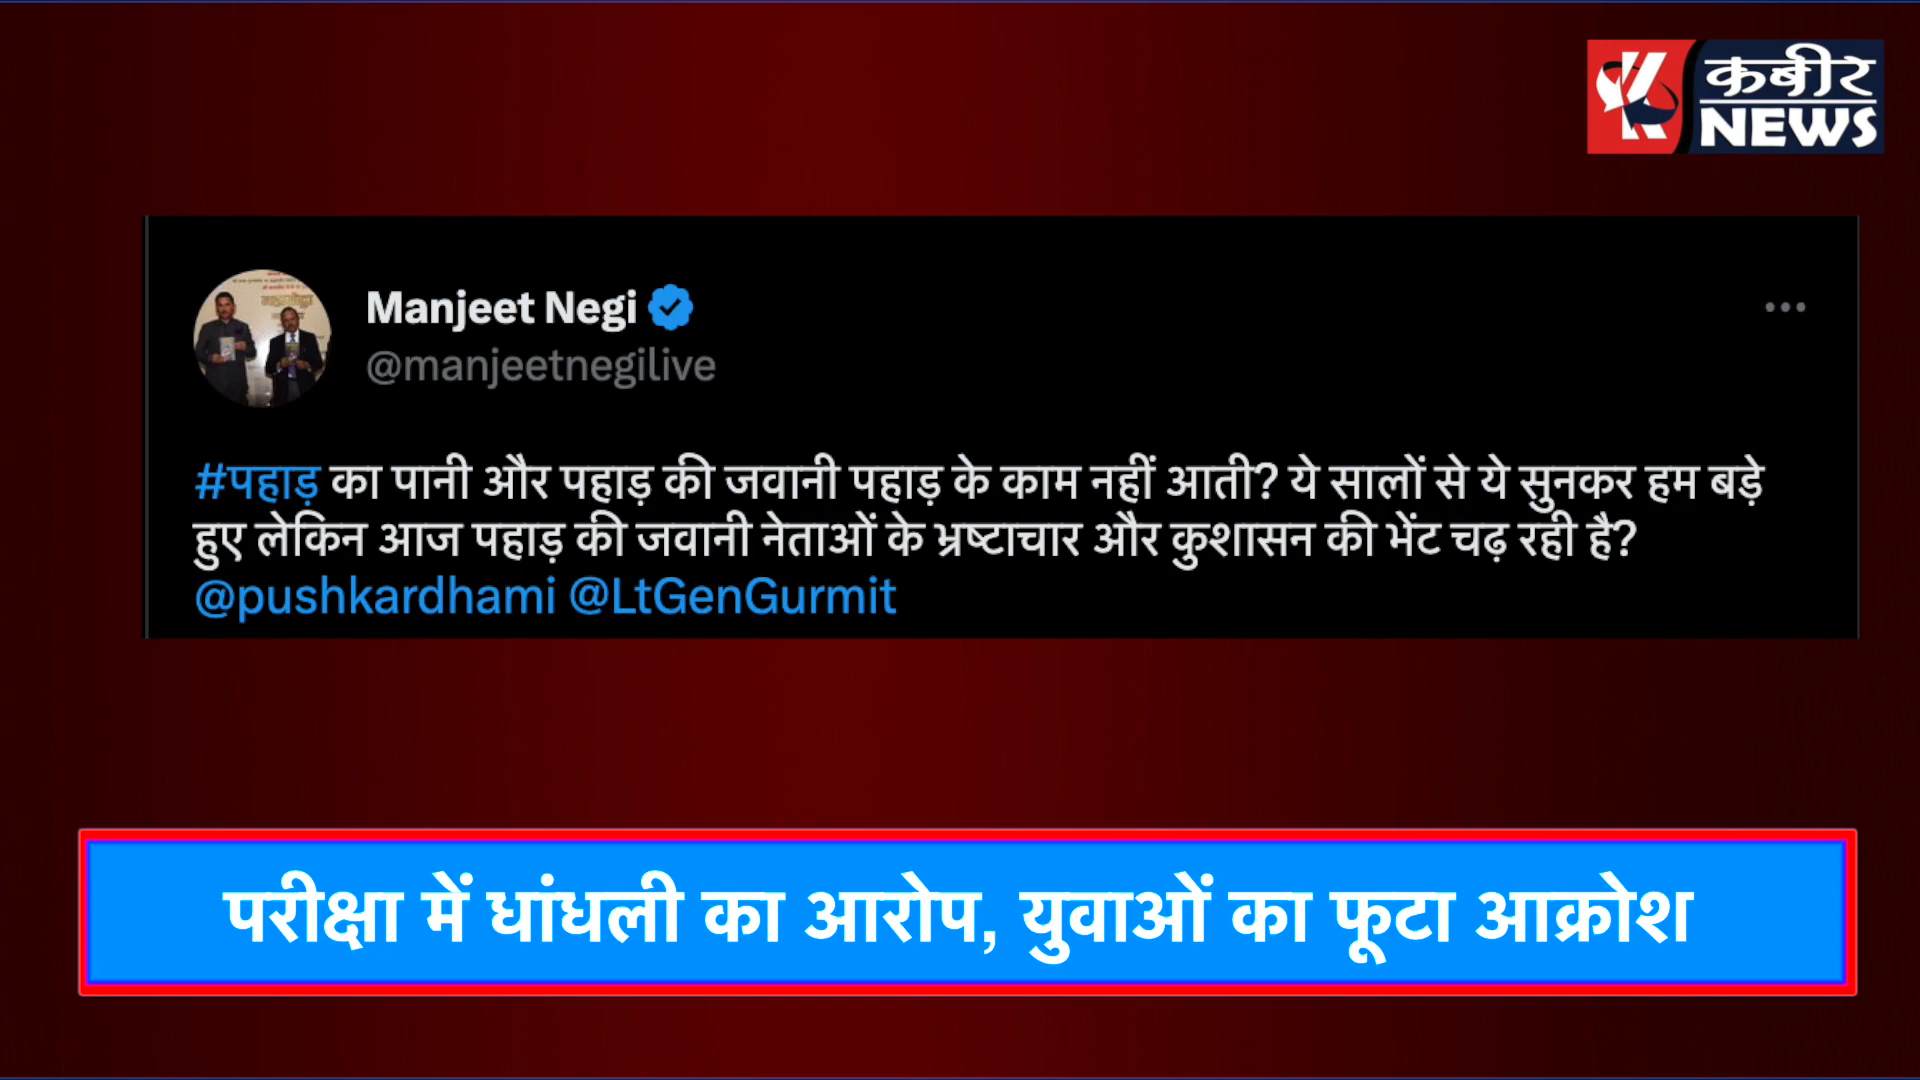 कबीर
NEWS
Manjeet Negi
@manjeetnegilive
#पहाड़ का पानी और पहाड़ की जवानी पहाड़ के काम नहीं आती? ये सालों से ये सुनकर हम बड़े
हुए लेकिन आज पहाड़ की जवानी नेताओं के भ्रष्टाचार और कुशासन की भेंट चढ़ रही है?
@pushkardhami @LtGenGurmit
परीक्षा में धांधली का आरोप, युवाओं का फूटा आक्रोश